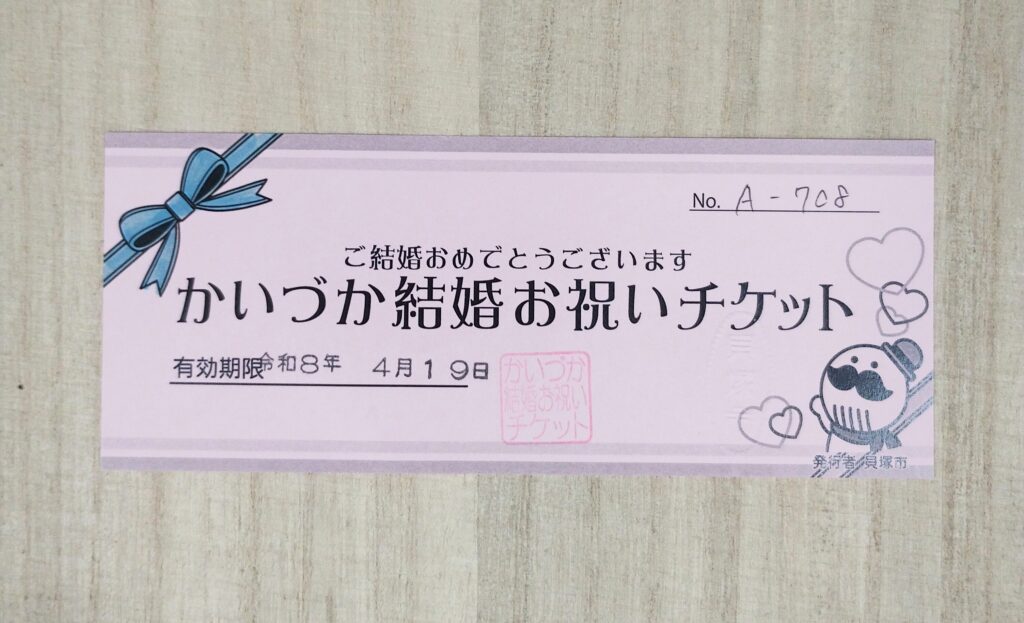 No. A-708
ご結婚おめでとうございます
かいづか結婚お祝いチケット
有効期限令和8年 4月19日
かいづか
結婚お祝い
チケット
発行者/貝塚市